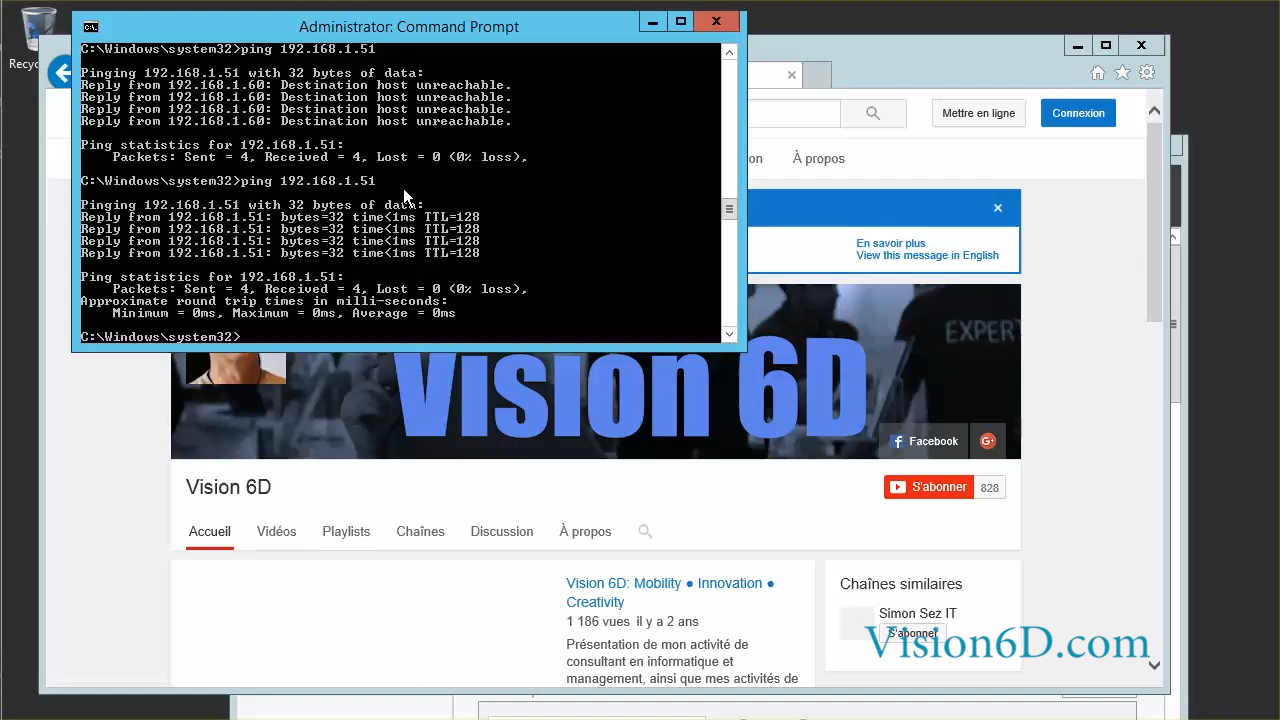 Recyc
Administrator: Command Prompt
C:\Windows\system32>ping 192.168.1.51
Pinging 192.168.1.51 with 32 bytes of data:
Reply from 192.168.1.60: Destination host unreachable.
Reply from 192.168.1.60: Destination host unreachable.
Reply from 192.168.1.60: Destination host unreachable.
Reply from 192.168.1.60: Destination host unreachable.
Ping statistics for 192.168.1.51:
Packets: Sent = 4, Received = 4, Lost = 0 (0% loss),
C:\Windows\system32>ping 192.168.1.51
Pinging 192.168.1.51 with 32 bytes of data:
Reply from 192.168.1.51: bytes=32 time<1ms TTL=128
Reply from 192.168.1.51: bytes=32 time<1ms TTL=128
Reply from 192.168.1.51: bytes=32 time<1ms TTL=128
Reply from 192.168.1.51: bytes=32 time<1ms TTL=128
Ping statistics for 192.168.1.51:
Packets: Sent = 4, Received = 4, Lost = 0 (0% loss),
Approximate round trip times in milli-seconds:
Minimum = 0ms, Maximum = 0ms, Average = 0ms
C:\Windows\system32>
Mettre en ligne Connexion
on À propos
En savoir plus
View this message in English
EXPERT
Vision 6D
Facebook
Vision 6D
S'abonner 828
Accueil Vidéos Playlists Chaînes Discussion À propos
Vision 6D: Mobility ● Innovation ●
Creativity
1 186 vues il y a 2 ans
Présentation de mon activité de
consultant en informatique et
management, ainsi que mes activités de
Chaînes similaires
Simon Sez IT
S'abonner
Vision6D.com